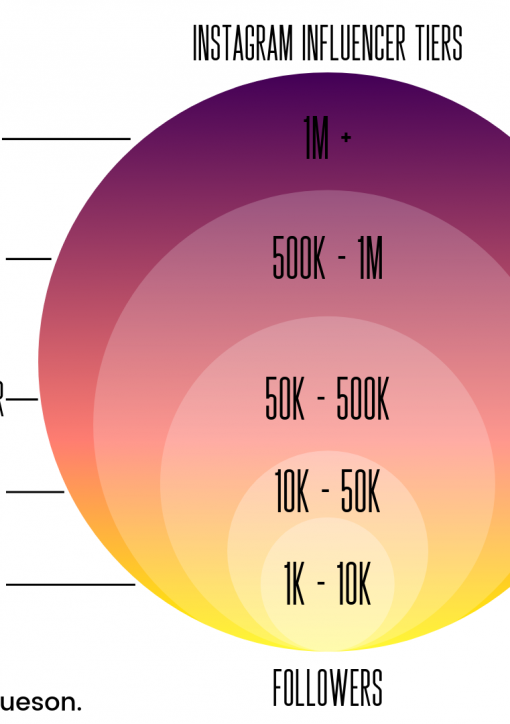 INSTAGRAM INFLUENCER TIERS
1M +
500K - 1M
50K - 500K
R
10K - 50K
1K - 10K
FOLLOWERS
ueson.